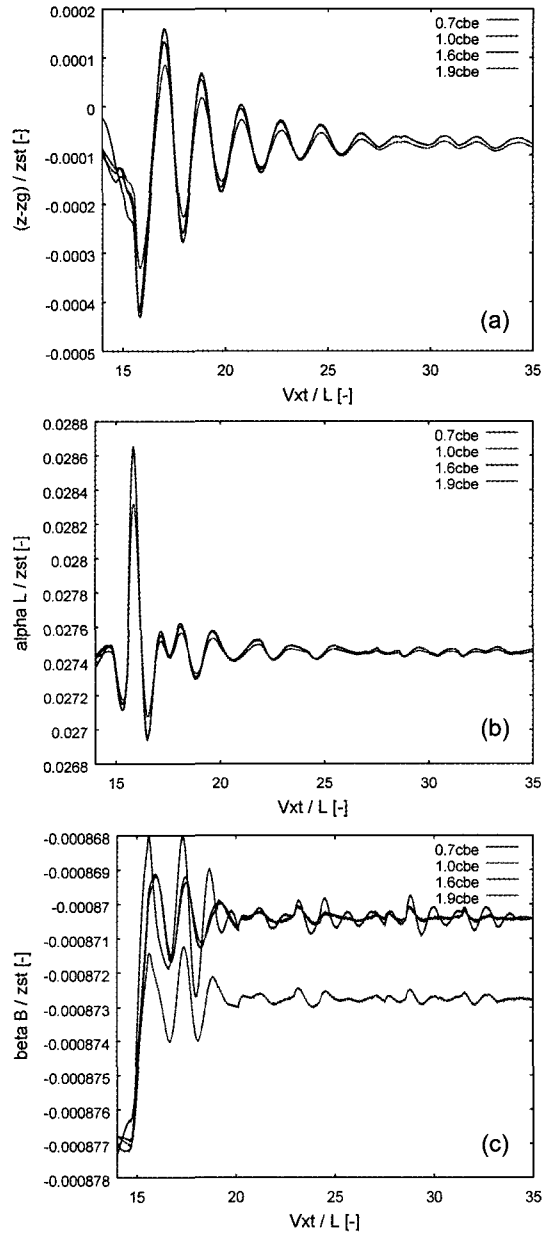 0.0002
0.0001
0
-0.0001
-0.0002
-0.0003
-0.0004
-0.0005
(z-zg) / zst [-]
0.7cbe
1.0cbe
1.6cbe
1.9cbe
(a)
15 20 25 30 35
Vxt / L [-]
0.0288
0.0286
0.0284
0.0282
0.028
0.0278
0.0276
0.0274
0.0272
0.027
0.0268
alpha L / zst [-]
0.7cbe
1.0cbe
1.6cbe
1.9cbe
(b)
15 20 25 30 35
Vxt / L [-]
-0.000868
-0.000869
-0.00087
-0.000871
-0.000872
-0.000873
-0.000874
-0.000875
-0.000876
-0.000877
-0.000878
beta B / zst [-]
0.7cbe
1.0cbe
1.6cbe
1.9cbe
(c)
15 20 25 30 35
Vxt / L [-]